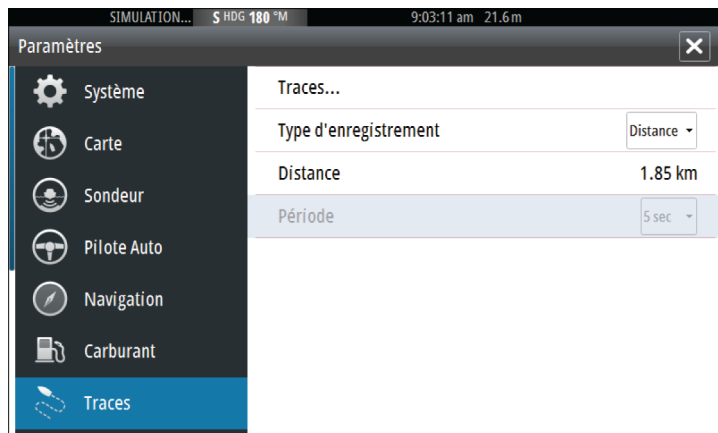 SIMULATION... S HDG 180 °M 9:03:11 am 21.6 m
Paramètres
Système
Traces...
Carte
Type d'enregistrement Distance
Distance 1.85 km
Sondeur
Période 5 sec
Pilote Auto
Navigation
Carburant
Traces